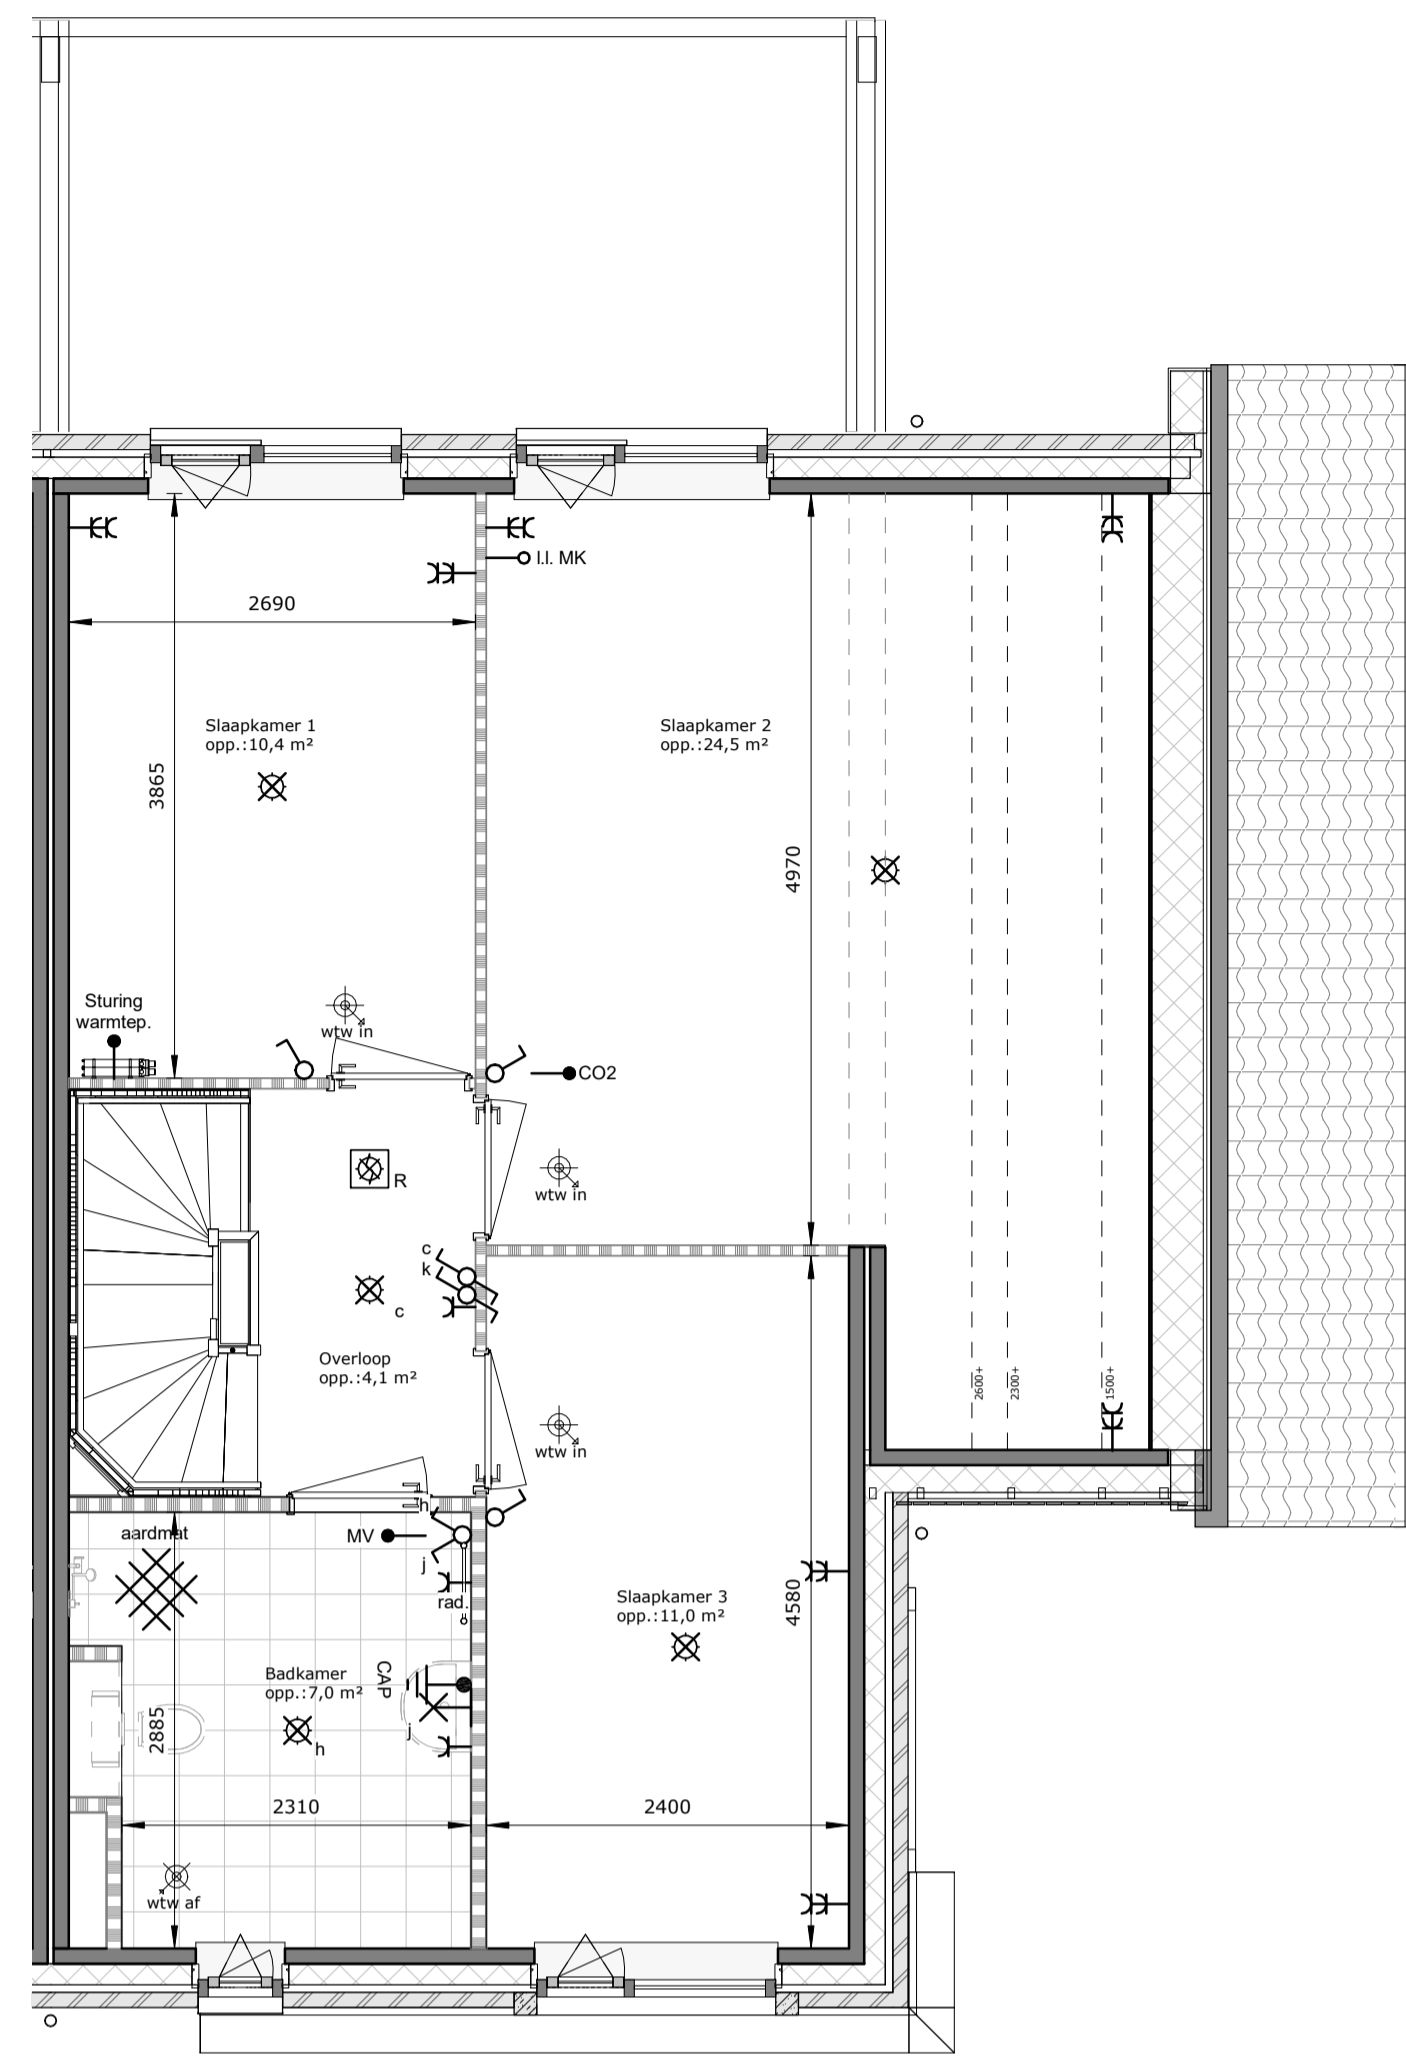 I.I. MK
2690
Slaapkamer 1
opp.:10,4 m²
Slaapkamer 2
opp.:24,5 m²
3865
4970
Sturing
warmtep.
wtw in
CO2
R
wtw in
c
k
c
Overloop
opp.:4,1 m²
2600+
2300+
1500+
wtw in
h
aardmat
MV
j
rad.
Slaapkamer 3
opp.:11,0 m²
4580
Badkamer
opp.:7,0 m²
CAP
2885
j
h
2310
2400
wtw af